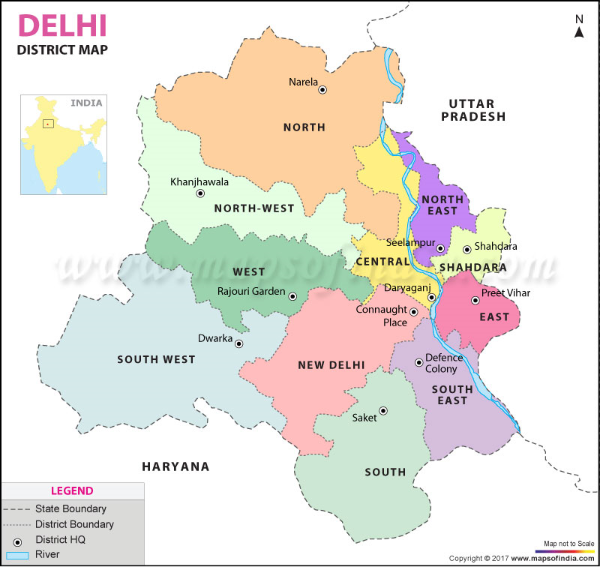 DELHI
DISTRICT MAP
N
INDIA
Narela
UTTAR
PRADESH
NORTH
Khanjhawala
NORTH-WEST
NORTH
EAST
Seelampur
Shahdara
SHAHDARA
www.mapsofindia.com
WEST
CENTRAL
Rajouri Garden
Daryaganj
Preet Vihar
Connaught
Place
EAST
Dwarka
SOUTH WEST
NEW DELHI
Defence
Colony
SOUTH
EAST
Saket
HARYANA
SOUTH
LEGEND
State Boundary
District Boundary
District HQ
River
Map not to Scale
Copyright © 2017 www.mapsofindia.com